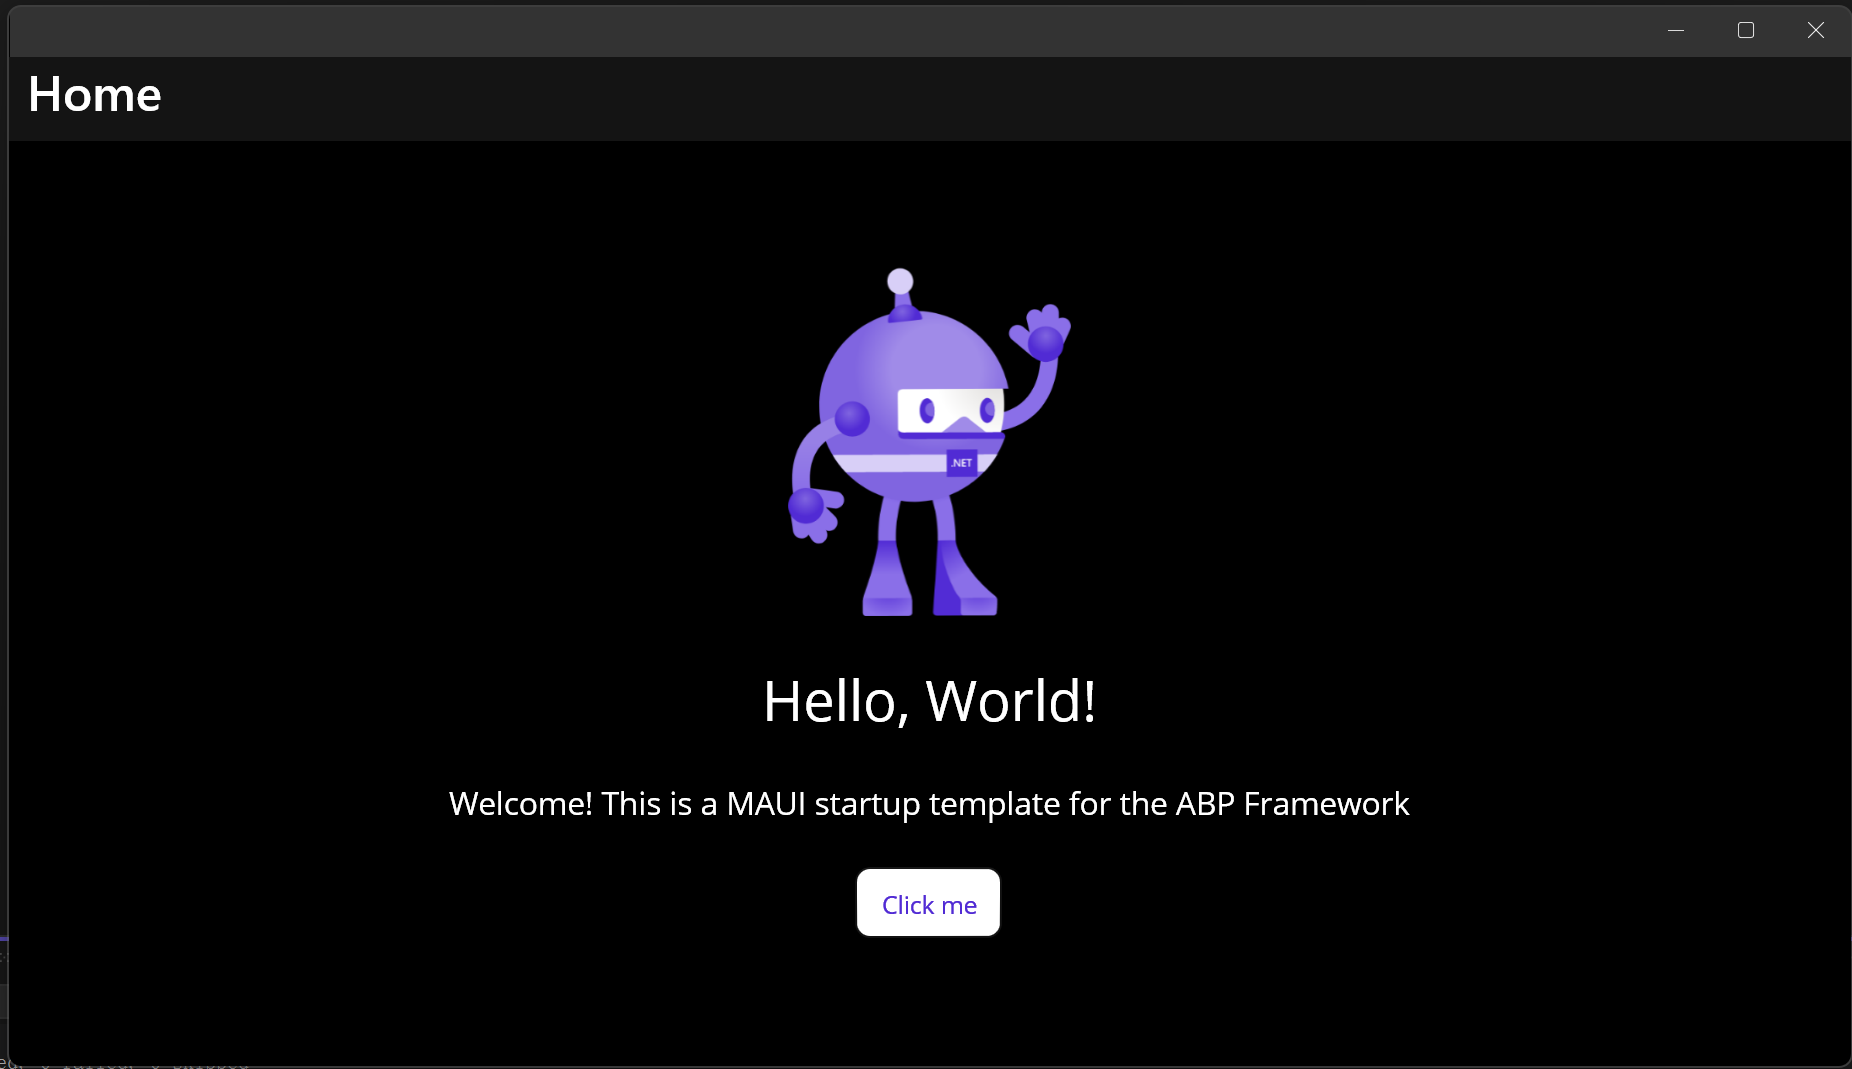 Home
.NET
Hello, World!
Welcome! This is a MAUI startup template for the ABP Framework
Click me